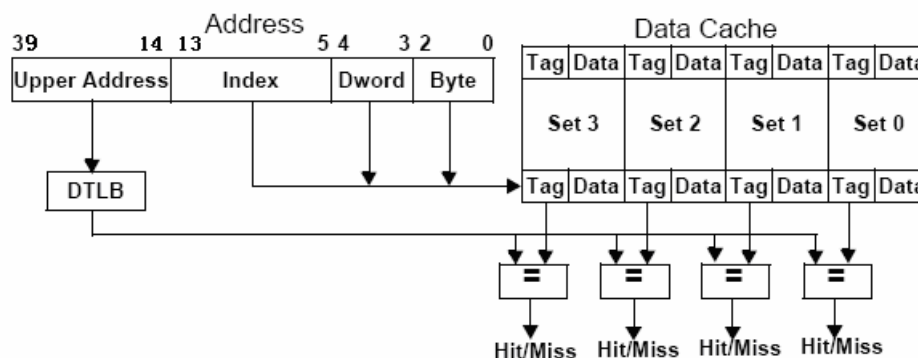 Address
Data Cache
39 14 13 5 4 3 2 0
Upper Address Index Dword Byte
Tag Data Tag Data Tag Data Tag Data
Set 3 Set 2 Set 1 Set 0
DTLB
Tag Data Tag Data Tag Data Tag Data
= = = =
Hit/Miss Hit/Miss Hit/Miss Hit/Miss